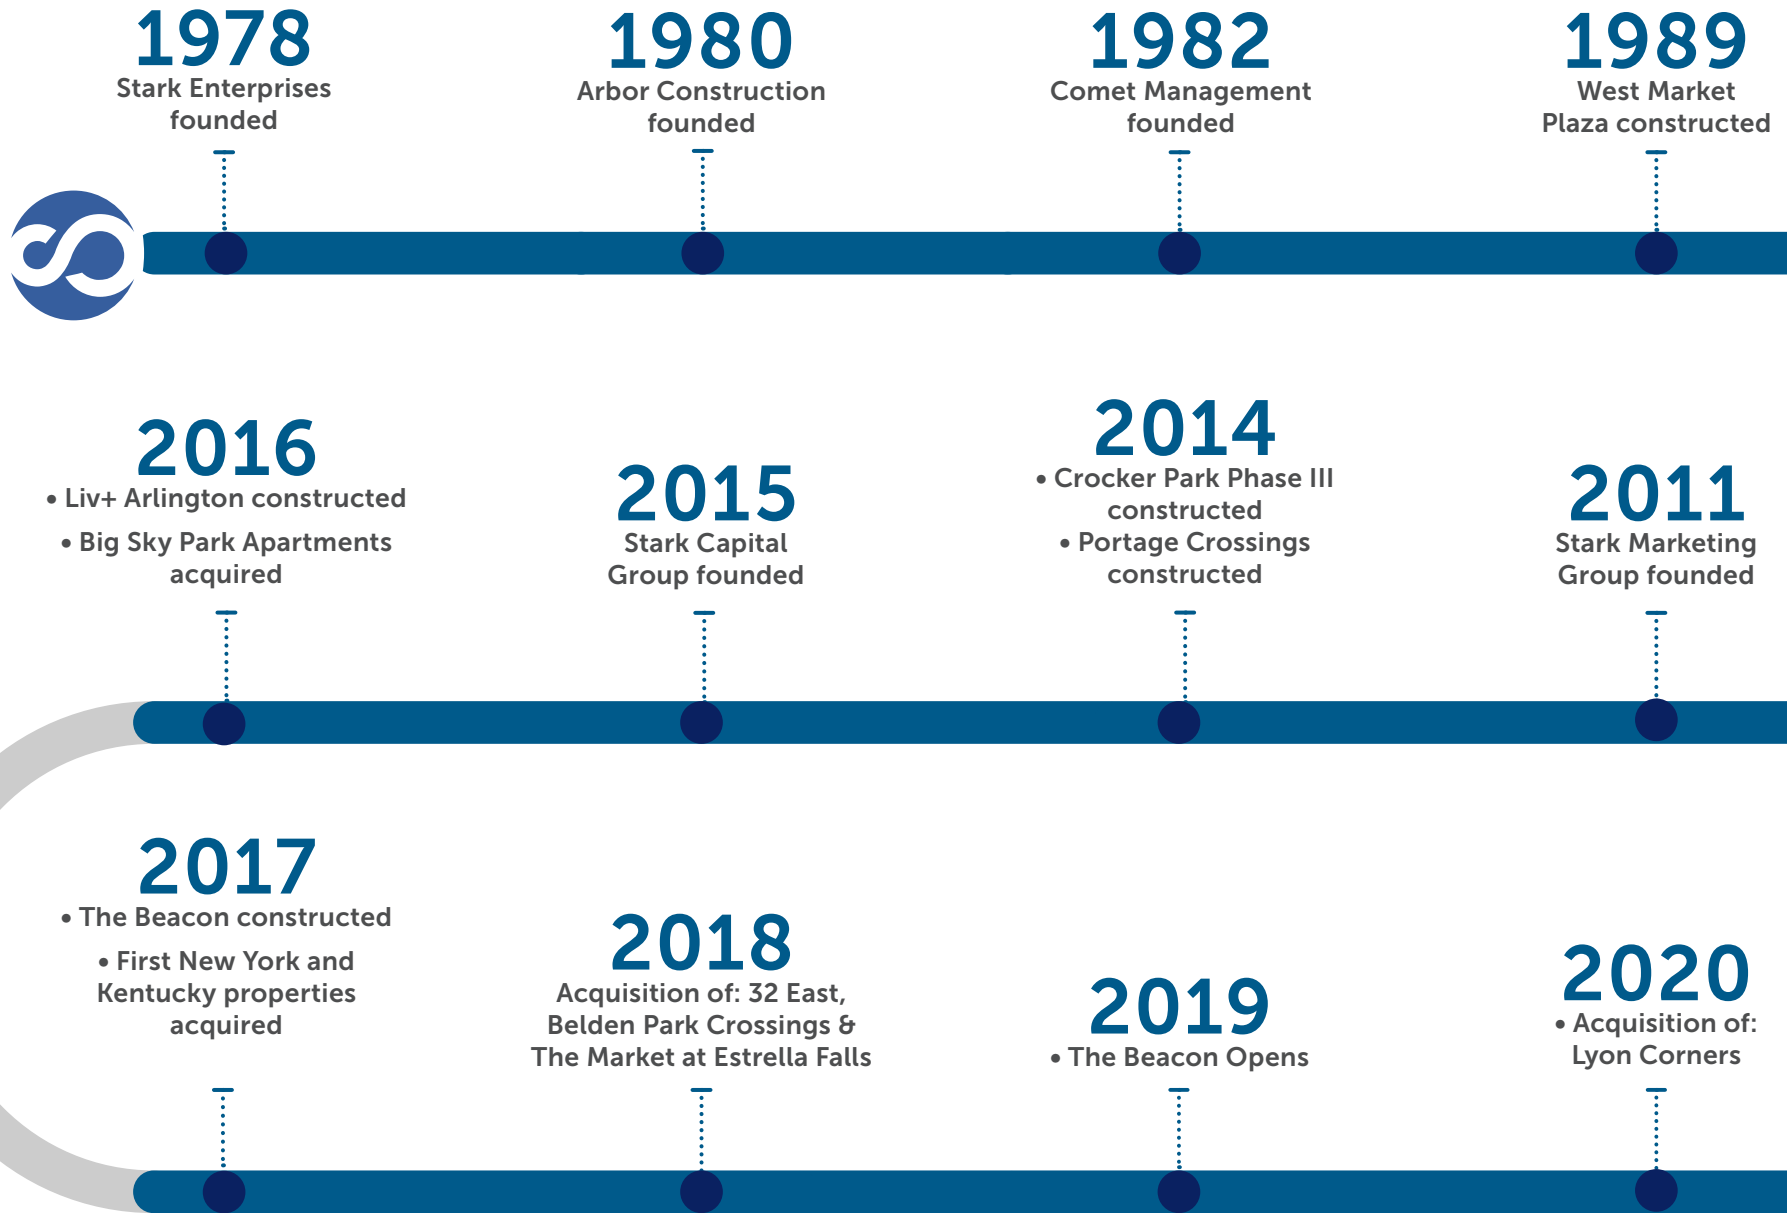 1978
Stark Enterprises
founded
1980
Arbor Construction
founded
1982
Comet Management
founded
1989
West Market
Plaza constructed
2016
• Liv+ Arlington constructed
• Big Sky Park Apartments
acquired
2015
Stark Capital
Group founded
2014
• Crocker Park Phase III
constructed
• Portage Crossings
constructed
2011
Stark Marketing
Group founded
2017
• The Beacon constructed
• First New York and
Kentucky properties
acquired
2018
Acquisition of: 32 East,
Belden Park Crossings &
The Market at Estrella Falls
2019
• The Beacon Opens
2020
• Acquisition of:
Lyon Corners